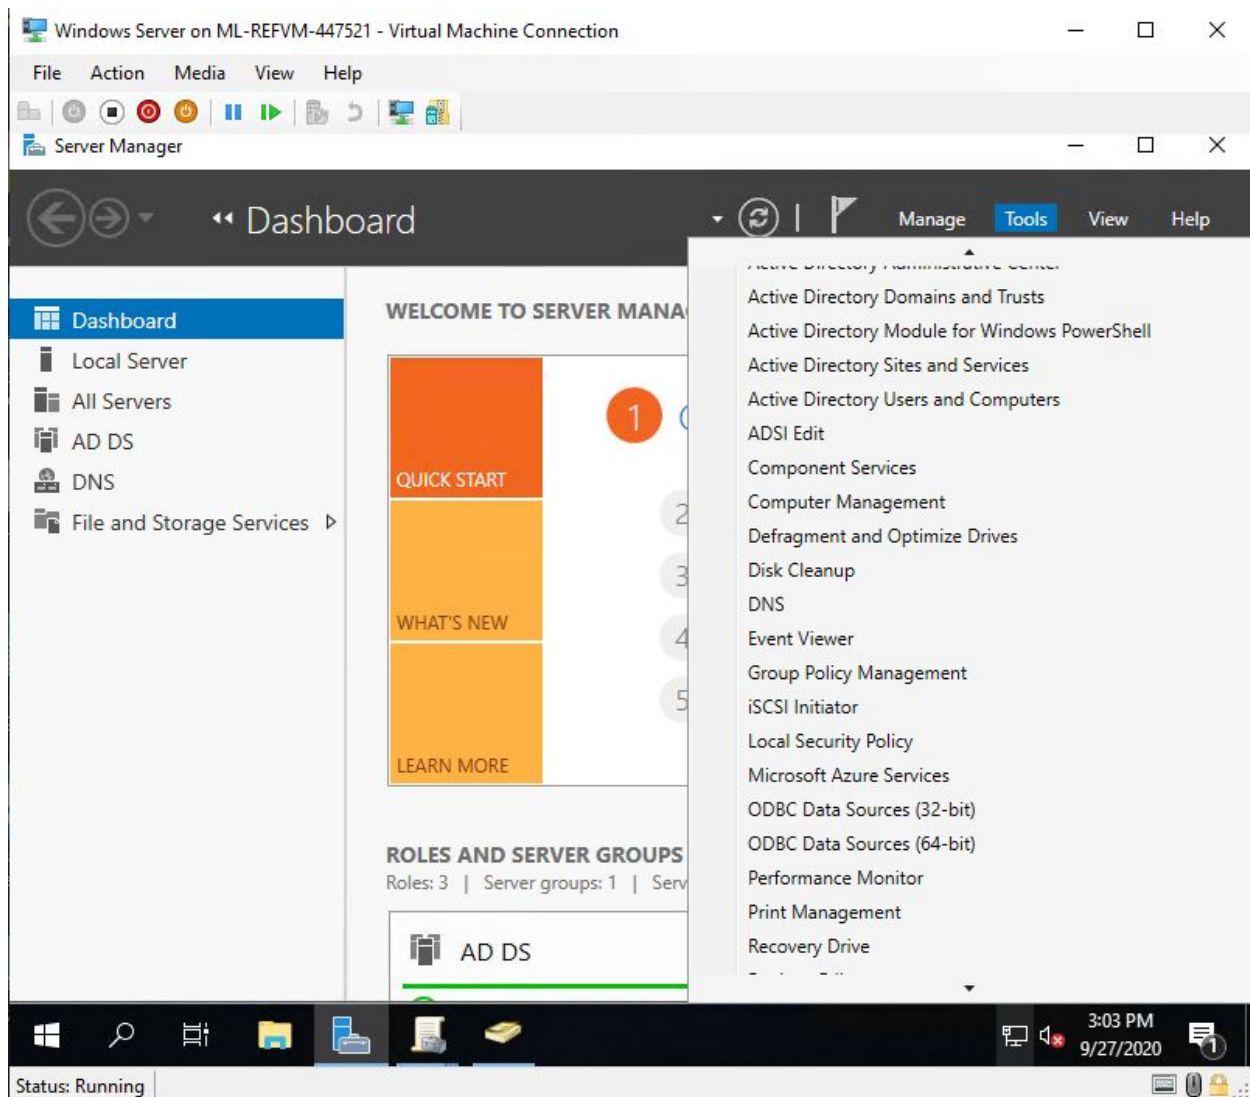 Windows Server on ML-REFVM-447521 - Virtual Machine Connection
File Action Media View Help
Server Manager
Dashboard
Manage Tools View Help
Dashboard
Local Server
All Servers
AD DS
DNS
File and Storage Services
WELCOME TO SERVER MANA
1
QUICK START
2
3
WHAT'S NEW
4
5
LEARN MORE
ROLES AND SERVER GROUPS
Roles: 3 | Server groups: 1 | Serv
AD DS
Active Directory Administrative Center
Active Directory Domains and Trusts
Active Directory Module for Windows PowerShell
Active Directory Sites and Services
Active Directory Users and Computers
ADSI Edit
Component Services
Computer Management
Defragment and Optimize Drives
Disk Cleanup
DNS
Event Viewer
Group Policy Management
iSCSI Initiator
Local Security Policy
Microsoft Azure Services
ODBC Data Sources (32-bit)
ODBC Data Sources (64-bit)
Performance Monitor
Print Management
Recovery Drive
3:03 PM
9/27/2020
1
Status: Running